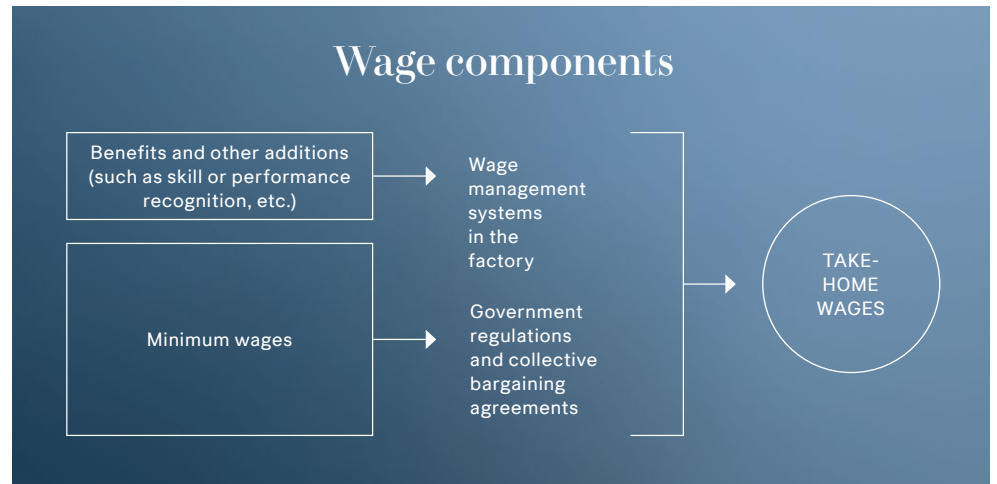 Wage components
Benefits and other additions
(such as skill or performance
recognition, etc.)
Wage
management
systems
in the
factory
Minimum wages
Government
regulations
and collective
bargaining
agreements
TAKE-
HOME
WAGES